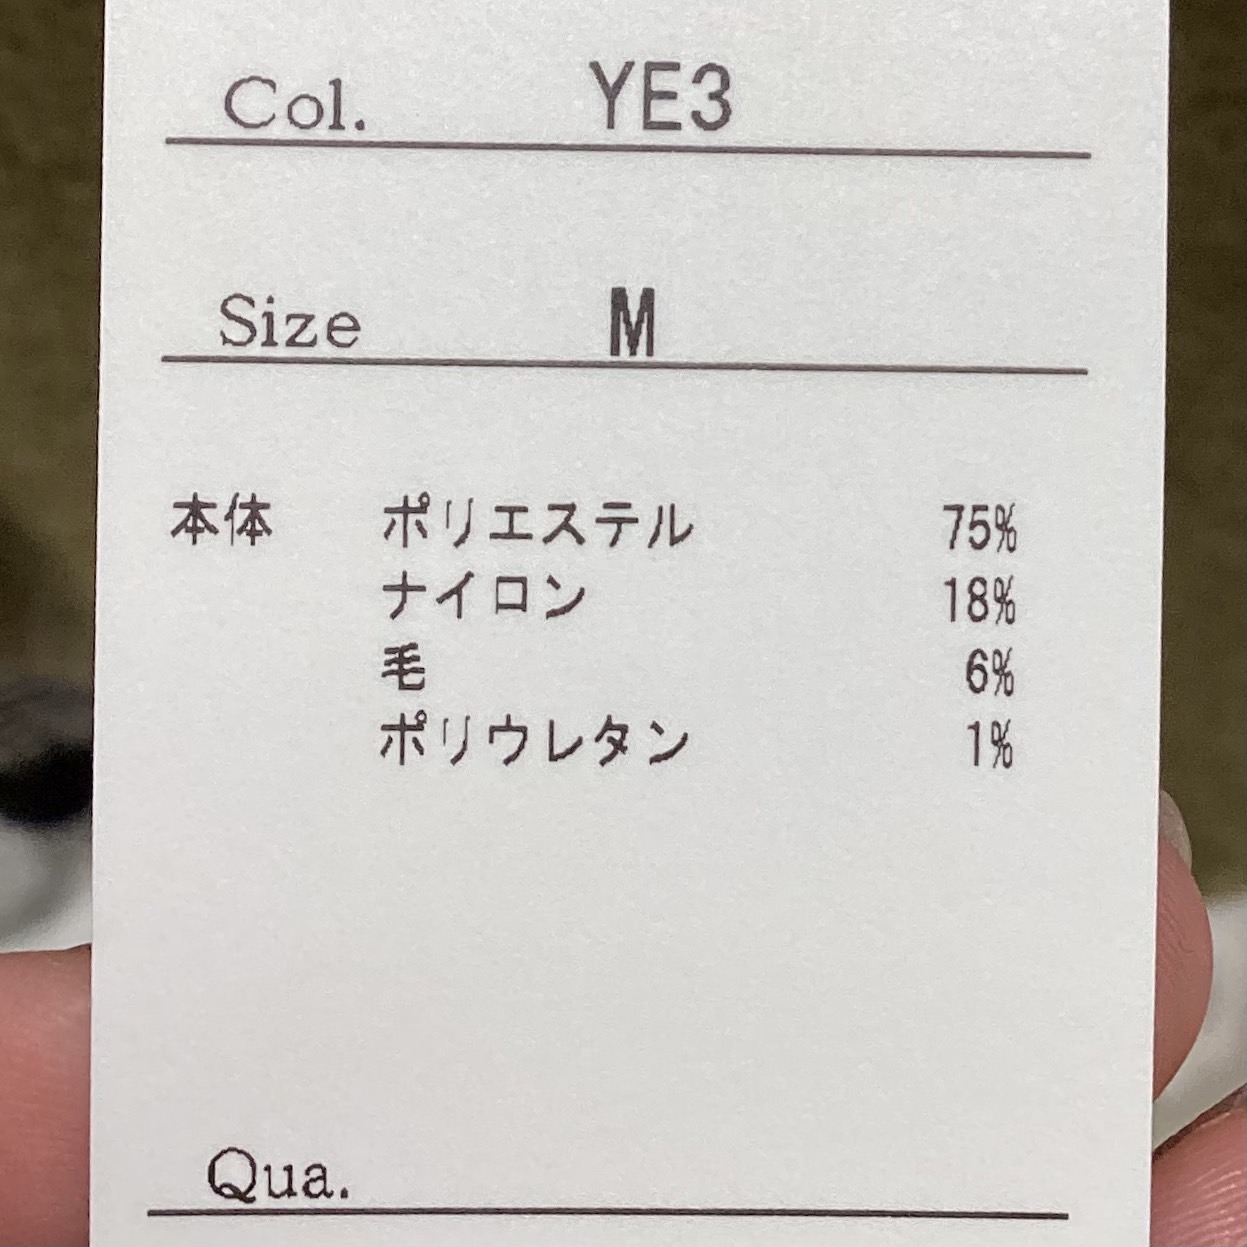 Col. YE3
Size M
本体 ポリエステル 75%
ナイロン 18%
毛 6%
ポリウレタン 1%
Qua.